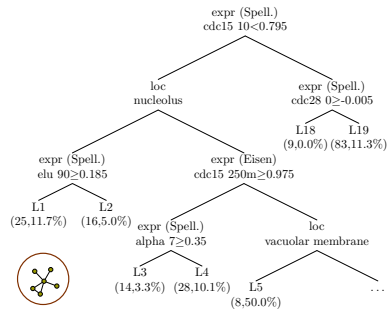 expr (Spell.)
cdc15 10<0.795
loc
nucleolus
expr (Spell.)
cdc28 0≥-0.005
L18
(9,0.0%)
L19
(83,11.3%)
expr (Spell.)
elu 90≥0.185
expr (Eisen)
cdc15 250m≥0.975
L1
(25,11.7%)
L2
(16,5.0%)
expr (Spell.)
alpha 7≥0.35
loc
vacuolar membrane
L3
(14,3.3%)
L4
(28,10.1%)
L5
(8,50.0%)
...